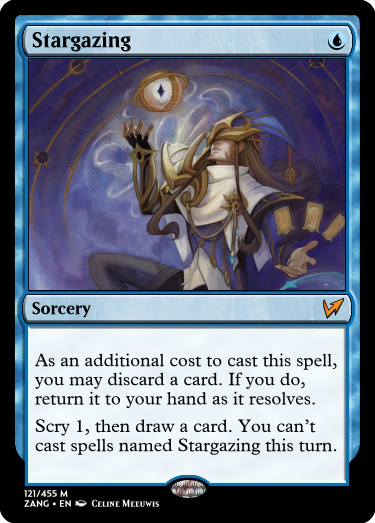 Stargazing
Sorcery
As an additional cost to cast this spell,
you may discard a card. If you do,
return it to your hand as it resolves.
Scry 1, then draw a card. You can't
cast spells named Stargazing this turn.
121/455 M
ZANG • EN Celine Meeuwis